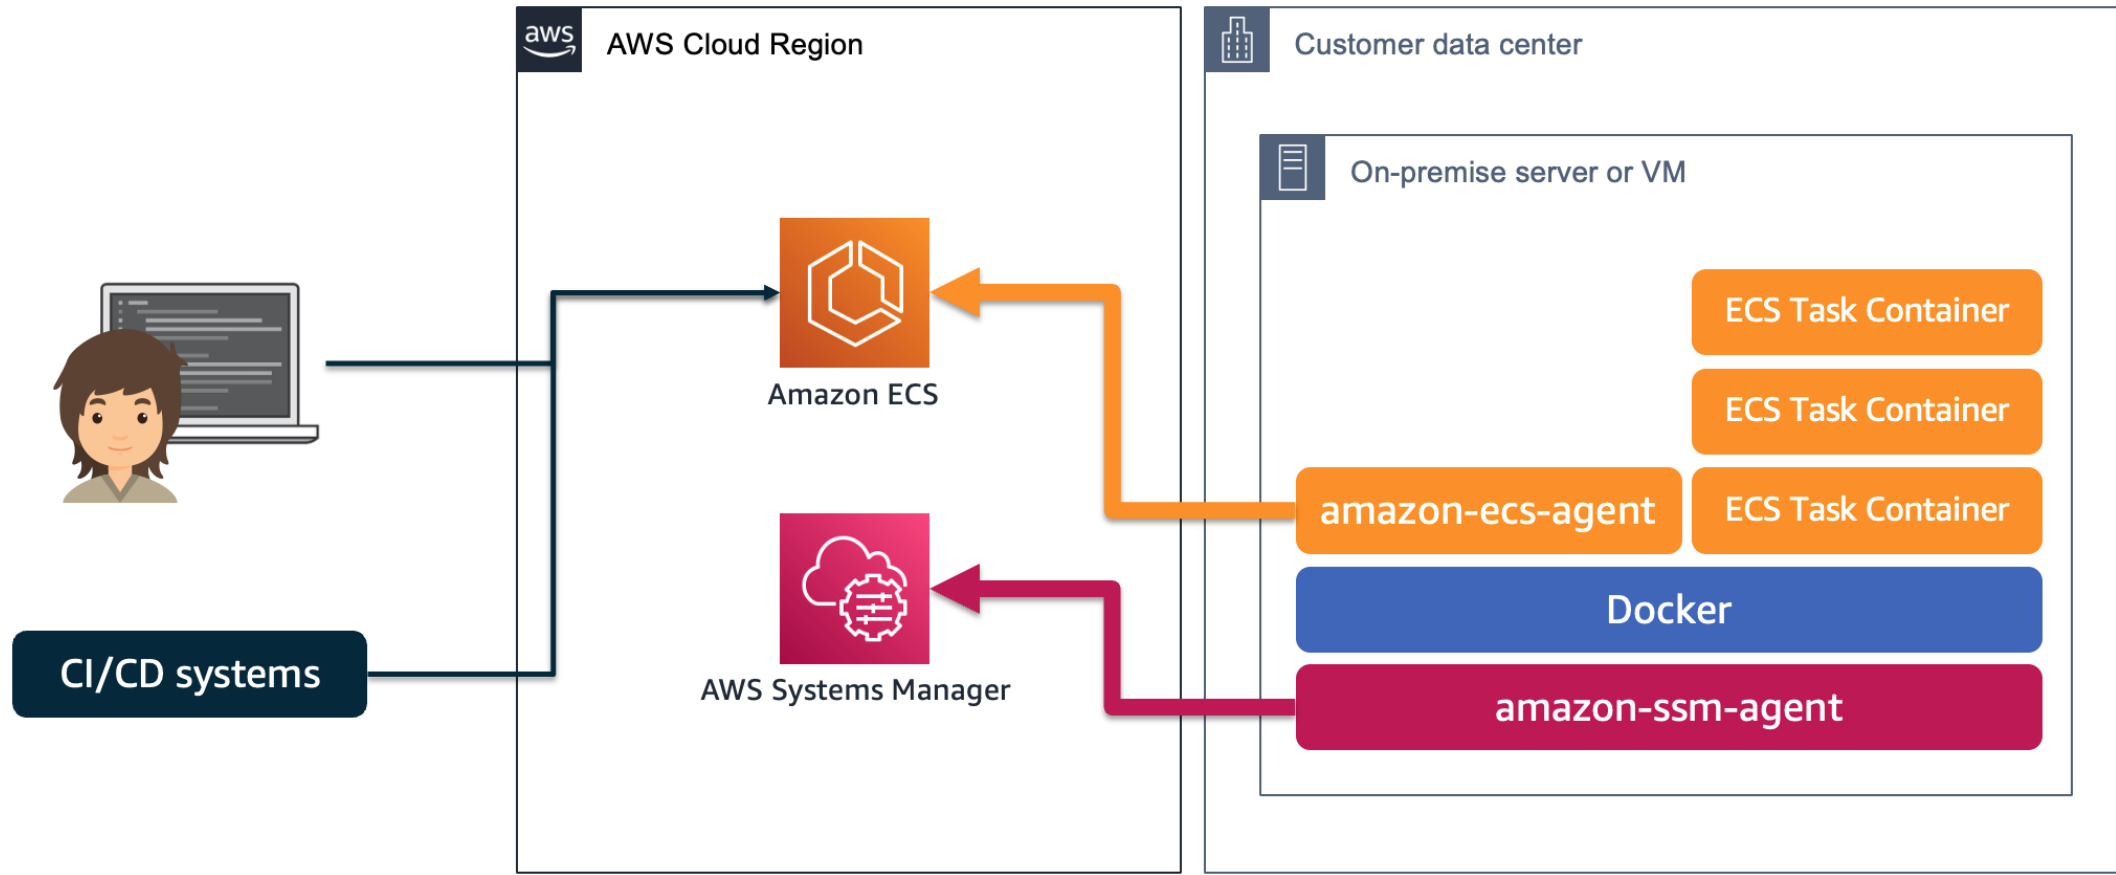 aws
AWS Cloud Region
Customer data center
On-premise server or VM
Amazon ECS
AWS Systems Manager
CI/CD systems
ECS Task Container
ECS Task Container
amazon-ecs-agent
ECS Task Container
Docker
amazon-ssm-agent